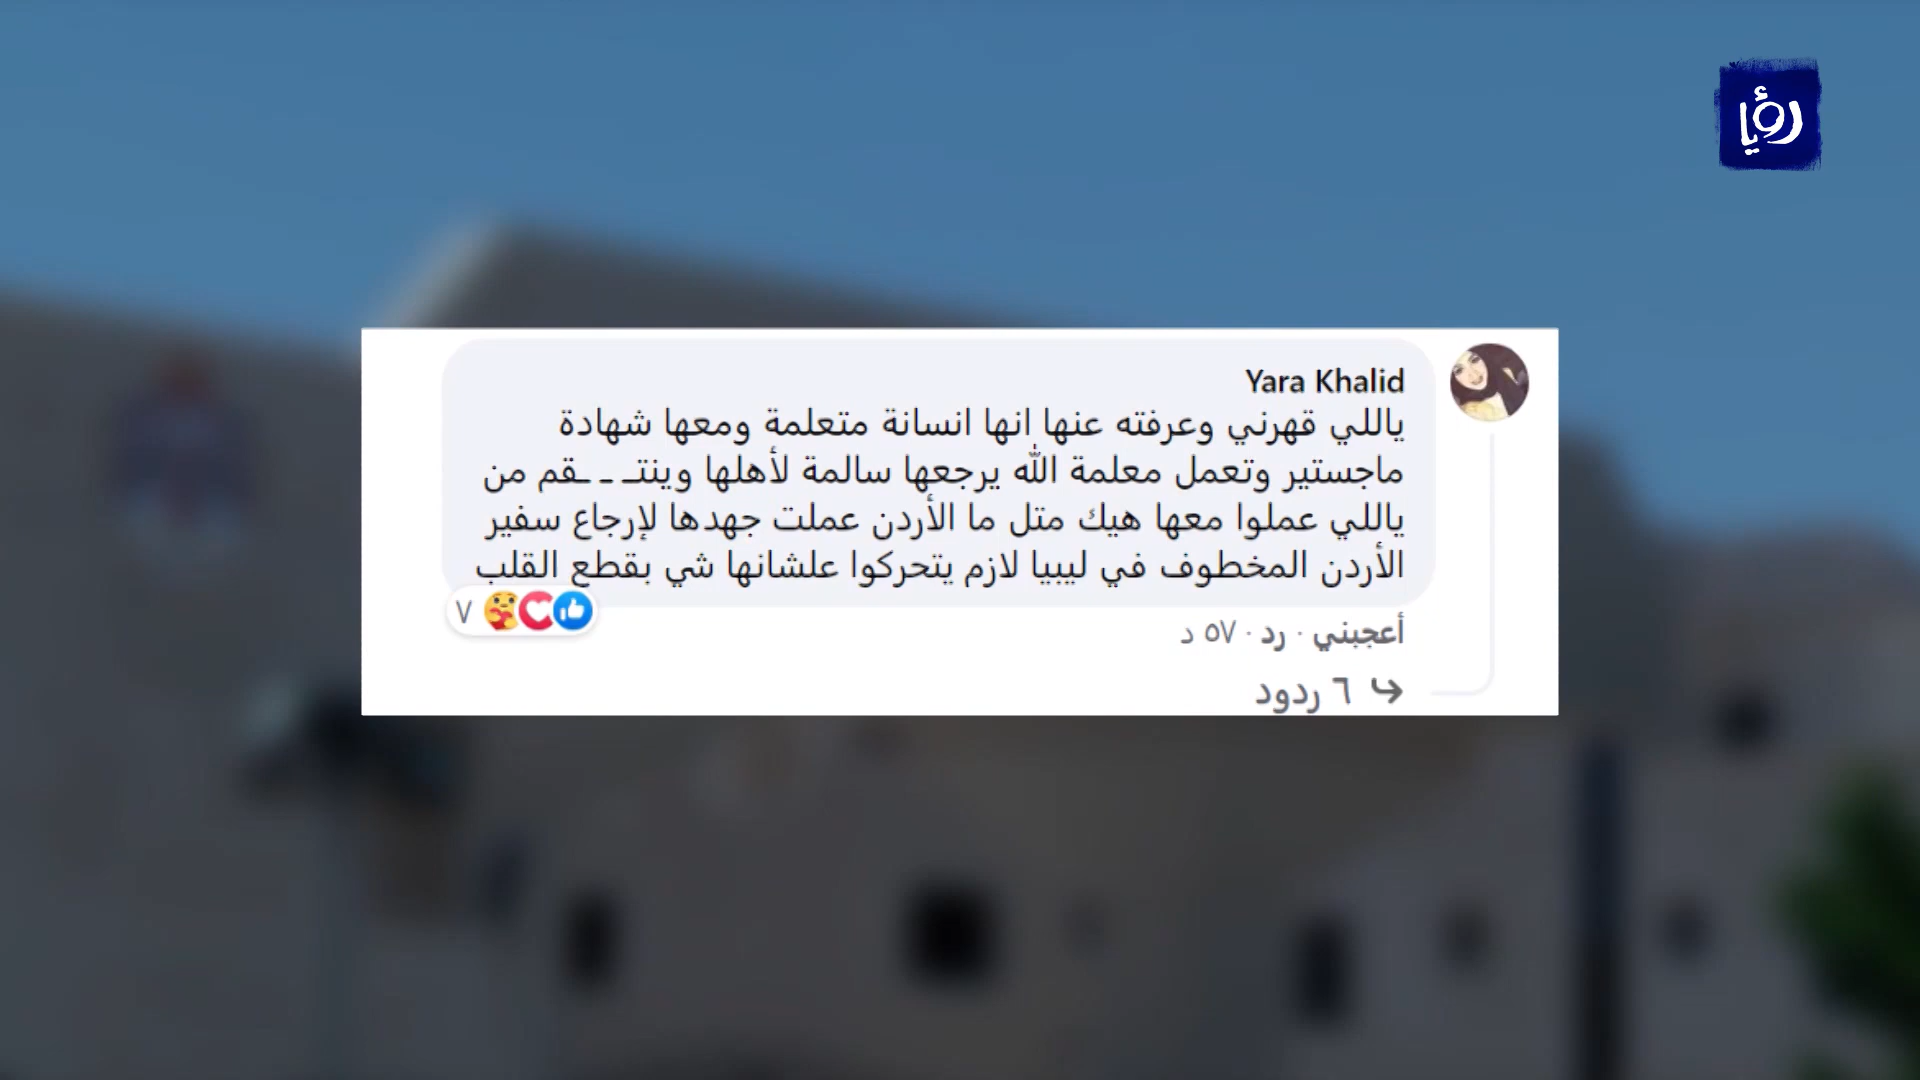 رؤيا
Yara Khalid
ياللي قهرني وعرفته عنها انها انسانة متعلمة ومعها شهادة
ماجستير وتعمل معلمة الله يرجعها سالمة لأهلها وينتـ ـ ـقم من
ياللي عملوا معها هيك متل ما الأردن عملت جهدها لإرجاع سفير
الأردن المخطوف في ليبيا لازم يتحركوا علشانها شي بقطع القلب
٧
أعجبني · رد · ٥٧ د
٦ ردود